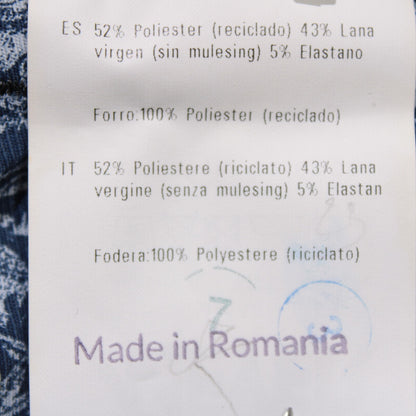 ES 52% Poliester (reciclado) 43% Lana
virgen (sin mulesing) 5% Elastano
Forro:100% Poliester (reciclado)
IT 52% Poliestere (riciclato) 43% Lana
vergine (senza mulesing) 5% Elastan
Fodera:100% Polyestere (riciclato)
7
Made in Romania